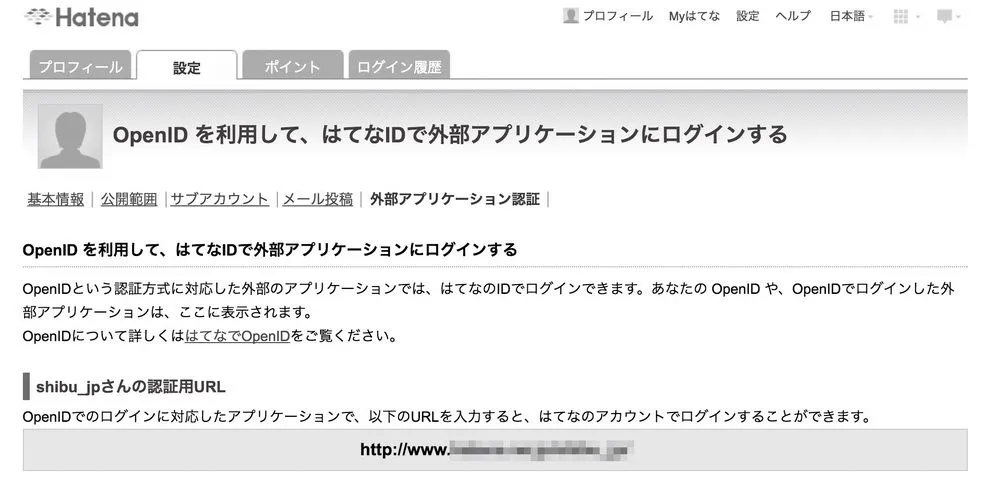 Hatena
プロフィール Myはてな 設定 ヘルプ 日本語
プロフィール 設定 ポイント ログイン履歴
OpenID を利用して、はてなIDで外部アプリケーションにログインする
基本情報 | 公開範囲 | サブアカウント | メール投稿 | 外部アプリケーション認証 |
OpenID を利用して、はてなIDで外部アプリケーションにログインする
OpenIDという認証方式に対応した外部のアプリケーションでは、はてなのIDでログインできます。あなたの OpenID や、OpenIDでログインした外
部アプリケーションは、ここに表示されます。
OpenIDについて詳しくははてなでOpenIDをご覧ください。
shibu_jpさんの認証用URL
OpenIDでのログインに対応したアプリケーションで、以下のURLを入力すると、はてなのアカウントでログインすることができます。
http://www.